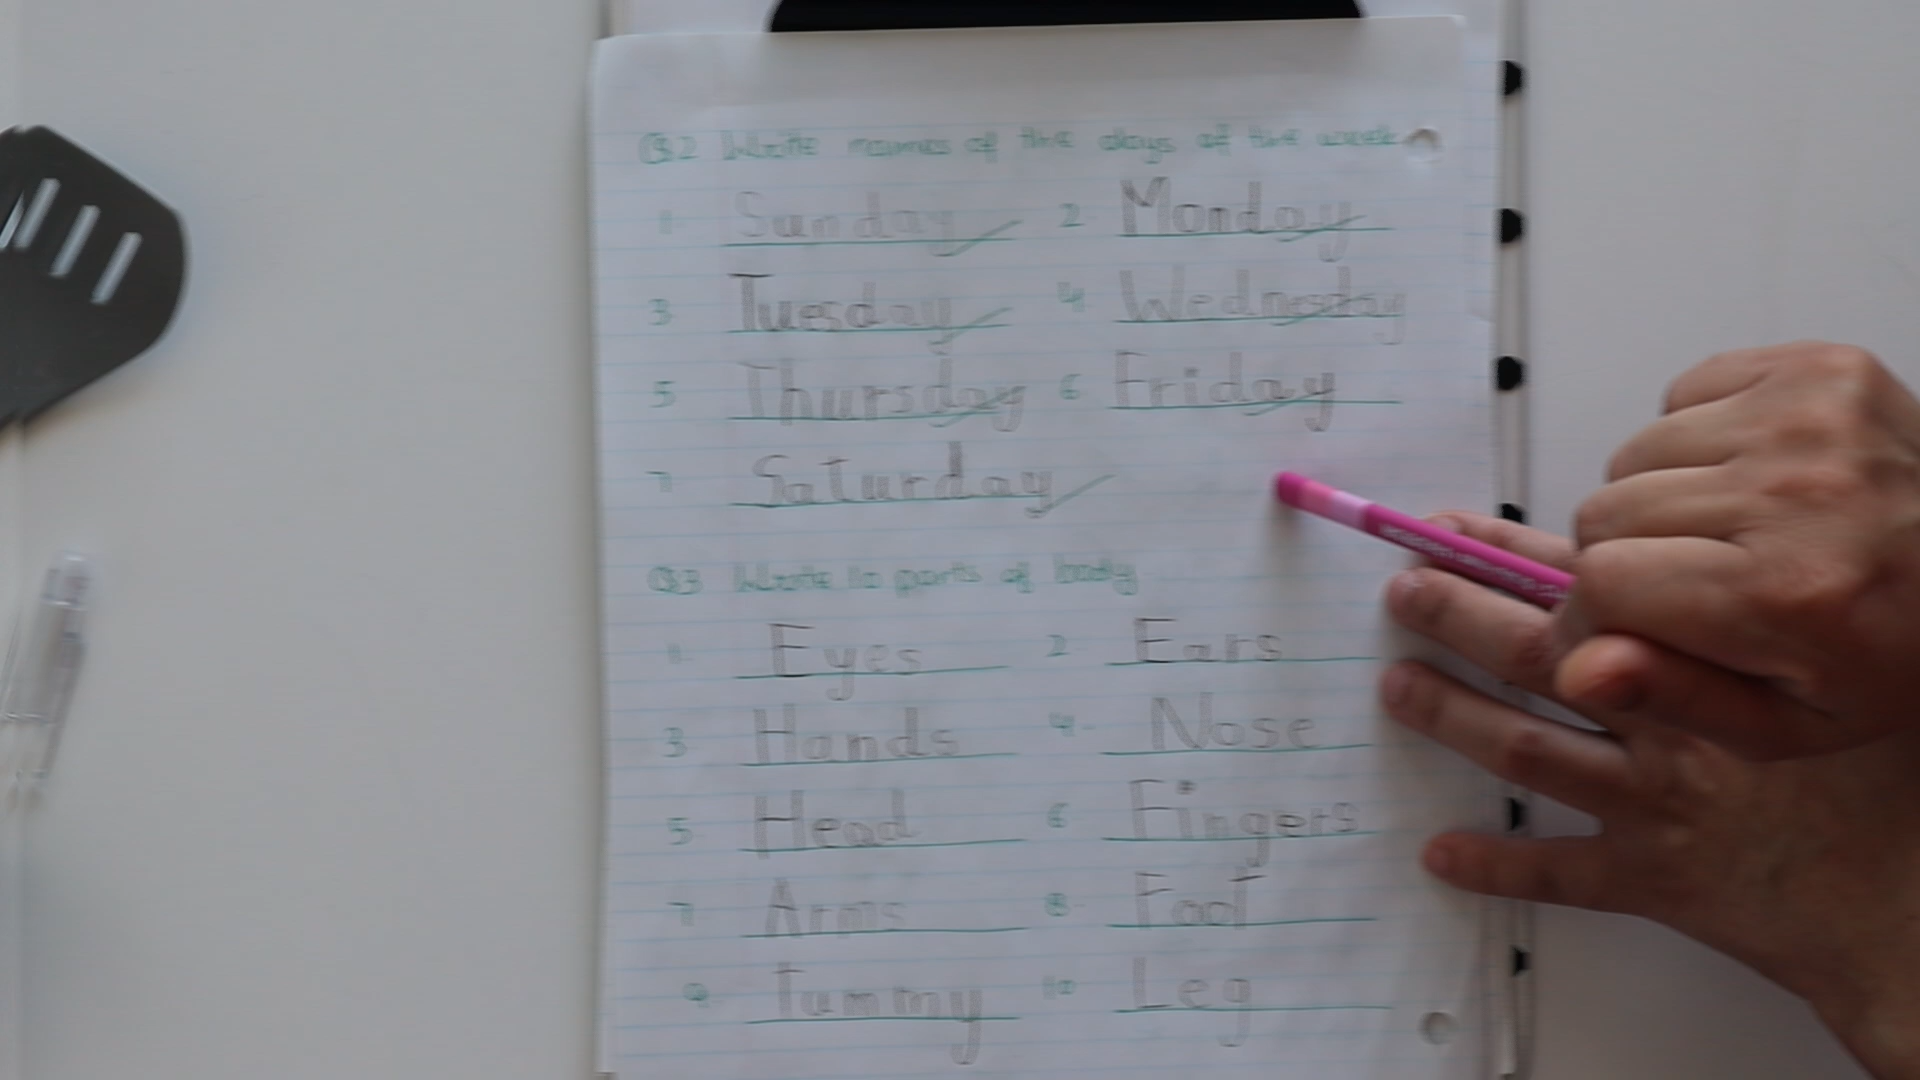 Q2 Write names of the days of the week
1 Sunday 2 Monday
3 Tuesday 4 Wednesday
5 Thursday 6 Friday
7 Saturday
Q3 Write 10 parts of body
1 Eyes 2 Ears
3 Hands 4- Nose
5 Head 6 Fingers
7 Arms 8- Foot
9 Tummy 10 Leg